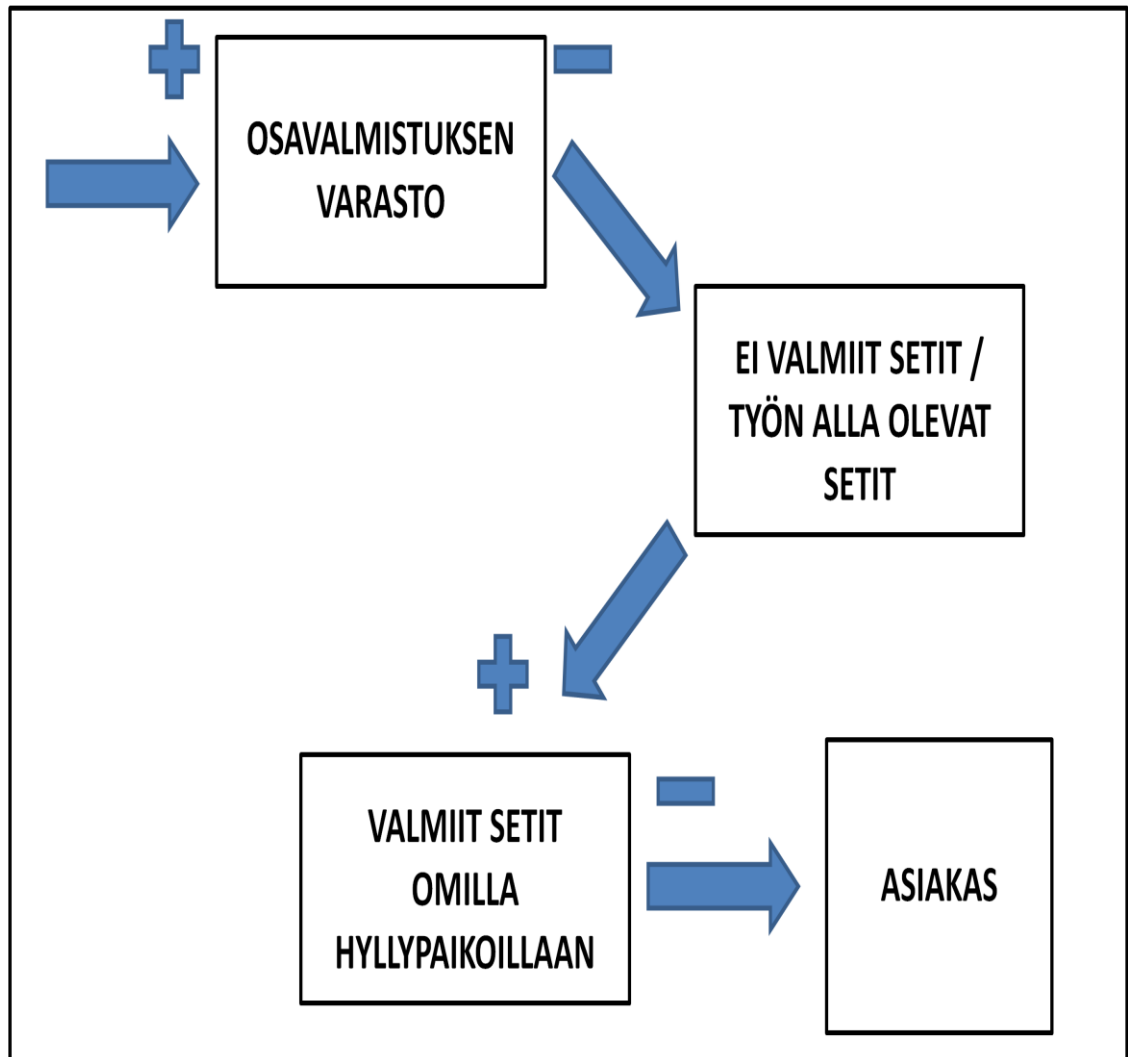 OSAVALMISTUKSEN
VARASTO
EI VALMIIT SETIT /
TYÖN ALLA OLEVAT
SETIT
VALMIIT SETIT
OMILLA
HYLLYPAIKOILLAAN
ASIAKAS